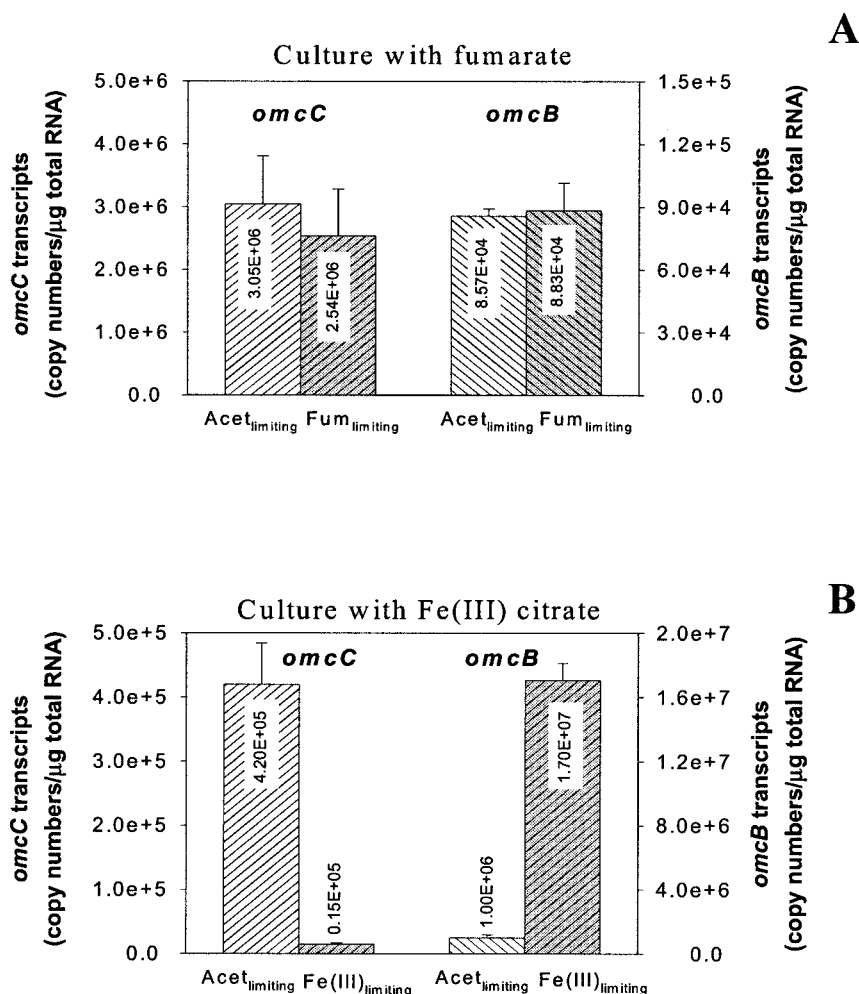 A
Culture with fumarate
5.0e+6
4.0e+6
3.0e+6
2.0e+6
1.0e+6
0.0
omcC transcripts
(copy numbers/µg total RNA)
omcC
omcB
3.05E+06
2.54E+06
8.57E+04
8.83E+04
1.5e+5
1.2e+5
9.0e+4
6.0e+4
3.0e+4
0.0
omcB transcripts
(copy numbers/µg total RNA)
Acetlimiting Fumlimiting Acetlimiting Fumlimiting
B
Culture with Fe(III) citrate
5.0e+5
4.0e+5
3.0e+5
2.0e+5
1.0e+5
0.0
omcC transcripts
(copy numbers/µg total RNA)
omcC
omcB
4.20E+05
0.15E+05
1.00E+06
1.70E+07
2.0e+7
1.6e+7
1.2e+7
8.0e+6
4.0e+6
0.0
omcB transcripts
(copy numbers/µg total RNA)
Acetlimiting Fe(III)limiting Acetlimiting Fe(III)limiting